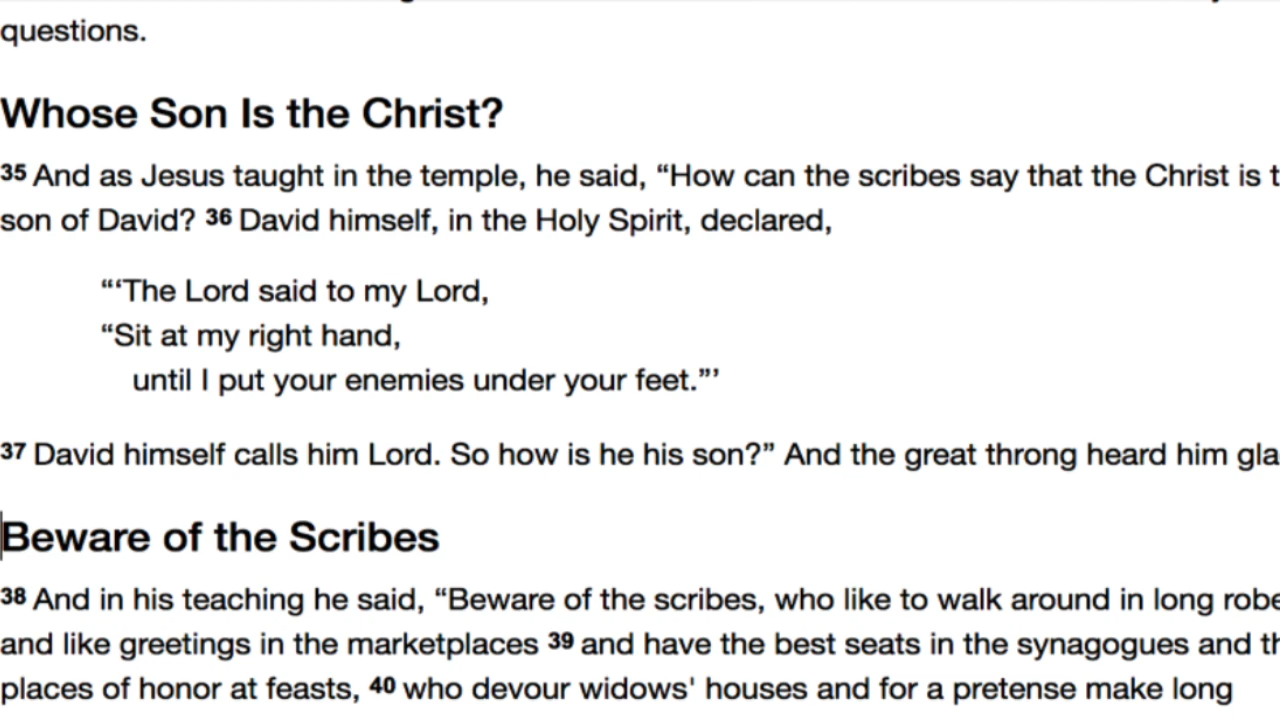 questions.
Whose Son Is the Christ?
35 And as Jesus taught in the temple, he said, “How can the scribes say that the Christ is
son of David? 36 David himself, in the Holy Spirit, declared,
“‘The Lord said to my Lord,
“Sit at my right hand,
until I put your enemies under your feet.”’
37 David himself calls him Lord. So how is he his son?” And the great throng heard him
Beware of the Scribes
38 And in his teaching he said, “Beware of the scribes, who like to walk around in long
and like greetings in the marketplaces 39 and have the best seats in the synagogues and
places of honor at feasts, 40 who devour widows' houses and for a pretense make long